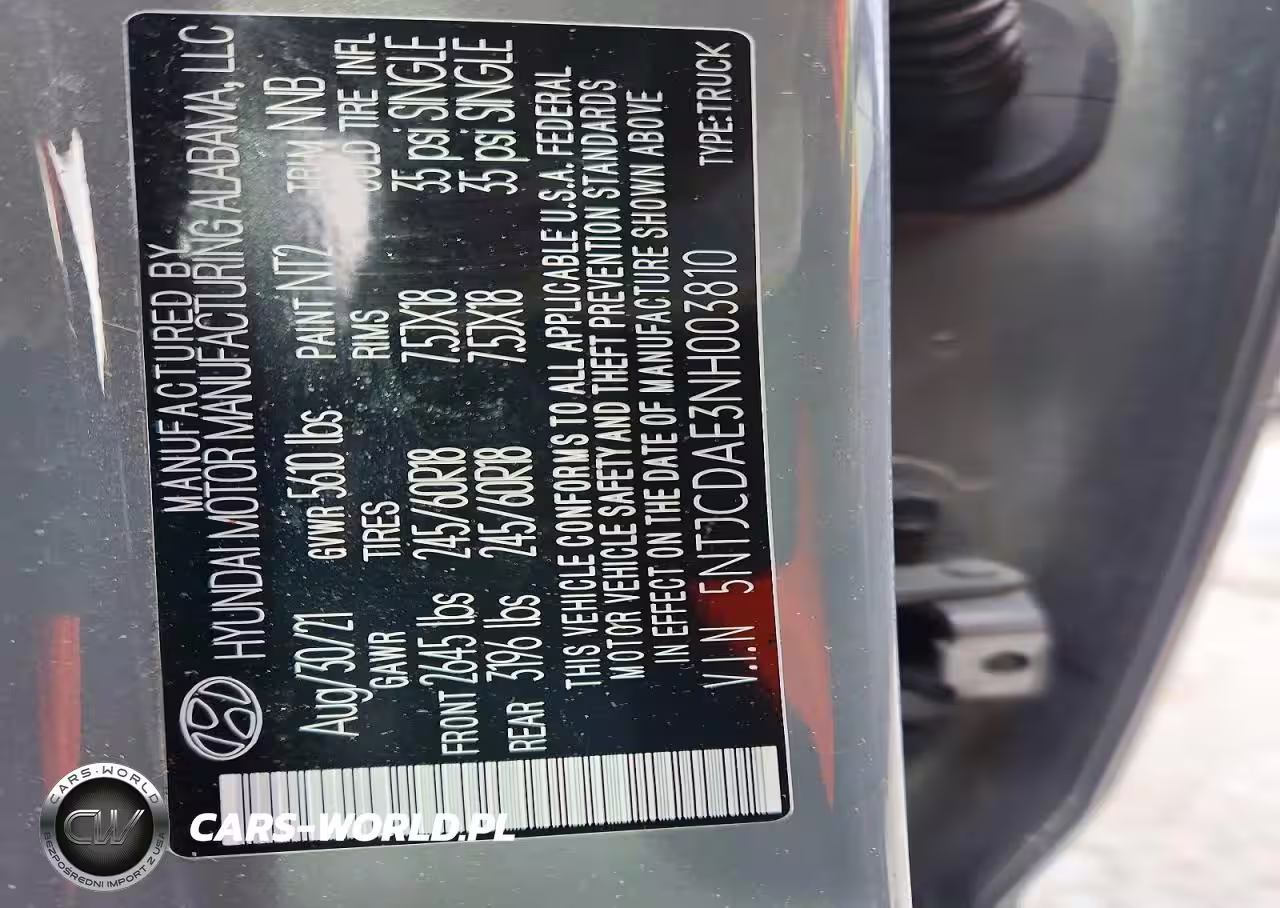 MANUFACTURED BY
HYUNDAI MOTOR MANUFACTURING ALABAMA, LLC
Aug/30/21 GVWR 5610 lbs PAINT NT2 TRIM NNB
GAWR TIRES RIMS COLD TIRE INFL
FRONT 2645 lbs 245/60R18 7.5JX18 35 psi SINGLE
REAR 3196 lbs 245/60R18 7.5JX18 35 psi SINGLE
THIS VEHICLE CONFORMS TO ALL APPLICABLE U.S.A. FEDERAL
MOTOR VEHICLE SAFETY AND THEFT PREVENTION STANDARDS
IN EFFECT ON THE DATE OF MANUFACTURE SHOWN ABOVE
V.I.N 5NTJCDAE3NH003810 TYPE:TRUCK
CARS-WORLD
CW
BEZPOŚREDNI IMPORT Z USA
CARS-WORLD.PL